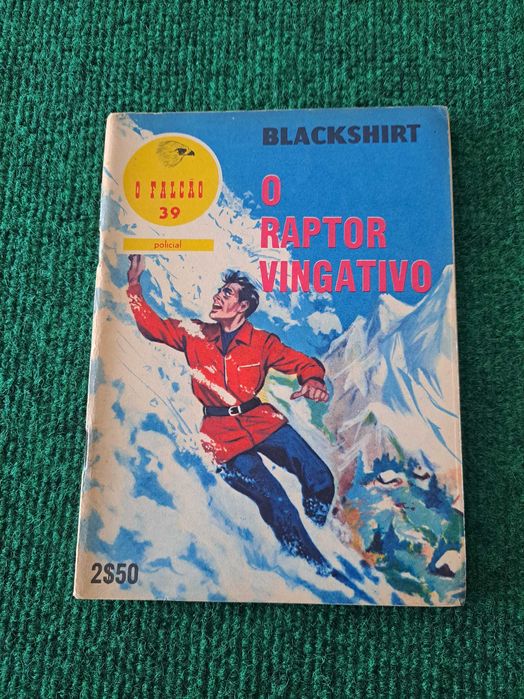 BLACKSHIRT
O FALCÃO
39
policial
O
RAPTOR
VINGATIVO
2$50